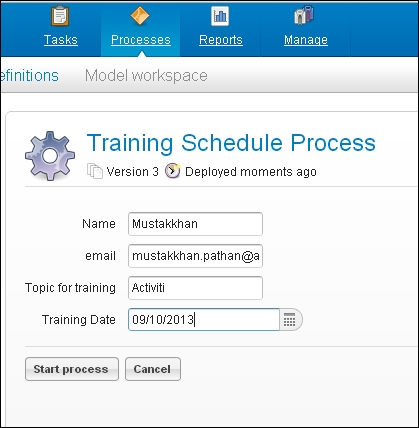 Tasks Processes Reports Manage
efinitions Model workspace
Training Schedule Process
Version 3 Deployed moments ago
Name Mustakkhan
email mustakkhan.pathan@a
Topic for training Activiti
Training Date 09/10/2013
Start process Cancel